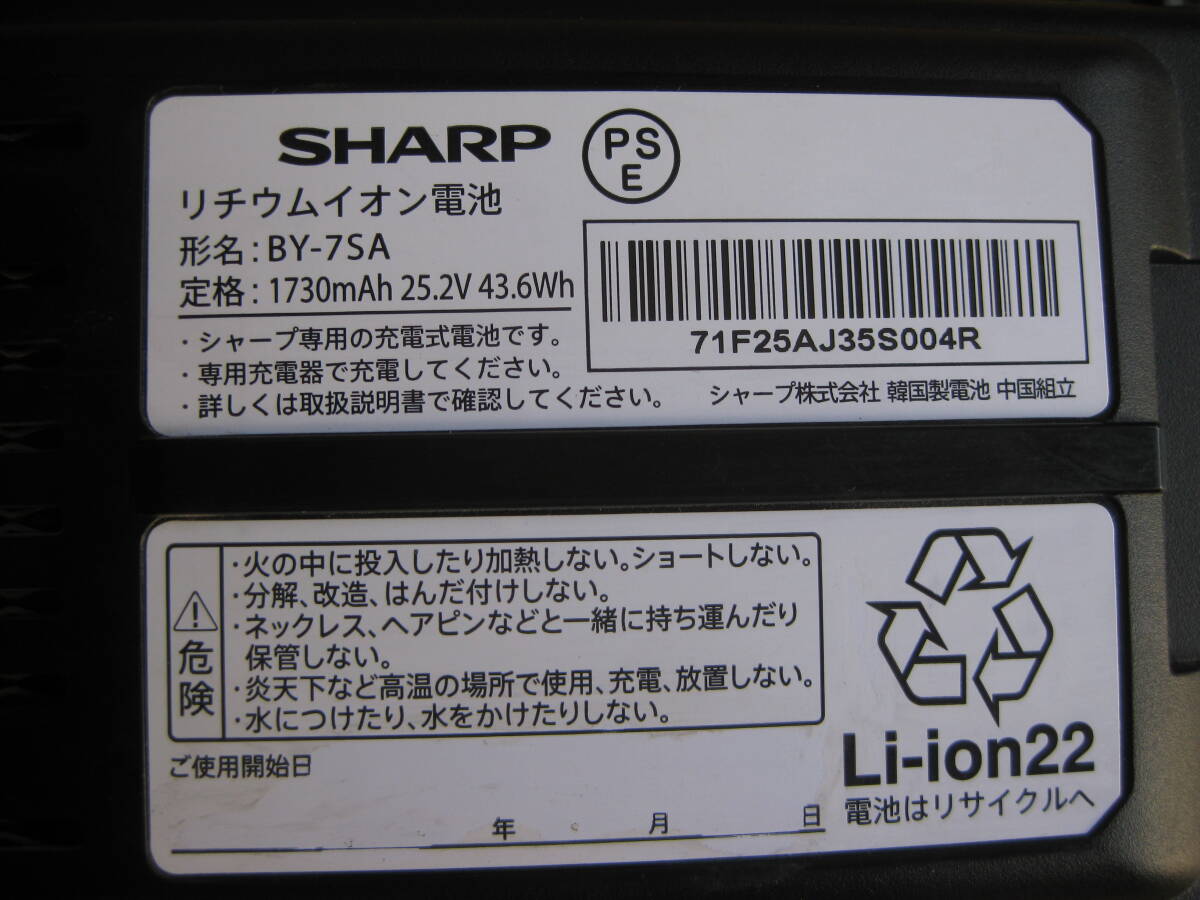 SHARP
PS
E
リチウムイオン電池
形名:BY-7SA
定格:1730mAh 25.2V 43.6Wh
・シャープ専用の充電式電池です。
・専用充電器で充電してください。
・詳しくは取扱説明書で確認してください。
71F25AJ35S004R
シャープ株式会社 韓国製電池 中国組立
危険
・火の中に投入したり加熱しない。ショートしない。
・分解、改造、はんだ付けしない。
・ネックレス、ヘアピンなどと一緒に持ち運んだり
保管しない。
・炎天下など高温の場所で使用、充電、放置しない。
・水につけたり、水をかけたりしない。
ご使用開始日
年 月 日
Li-ion22
電池はリサイクルへ